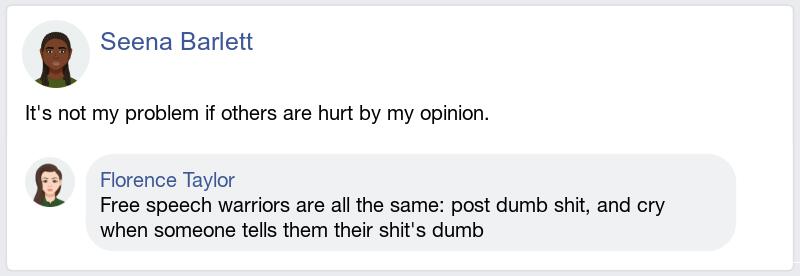 Seena Barlett
It's not my problem if others are hurt by my opinion.
Florence Taylor
Free speech warriors are all the same: post dumb shit, and cry
when someone tells them their shit's dumb